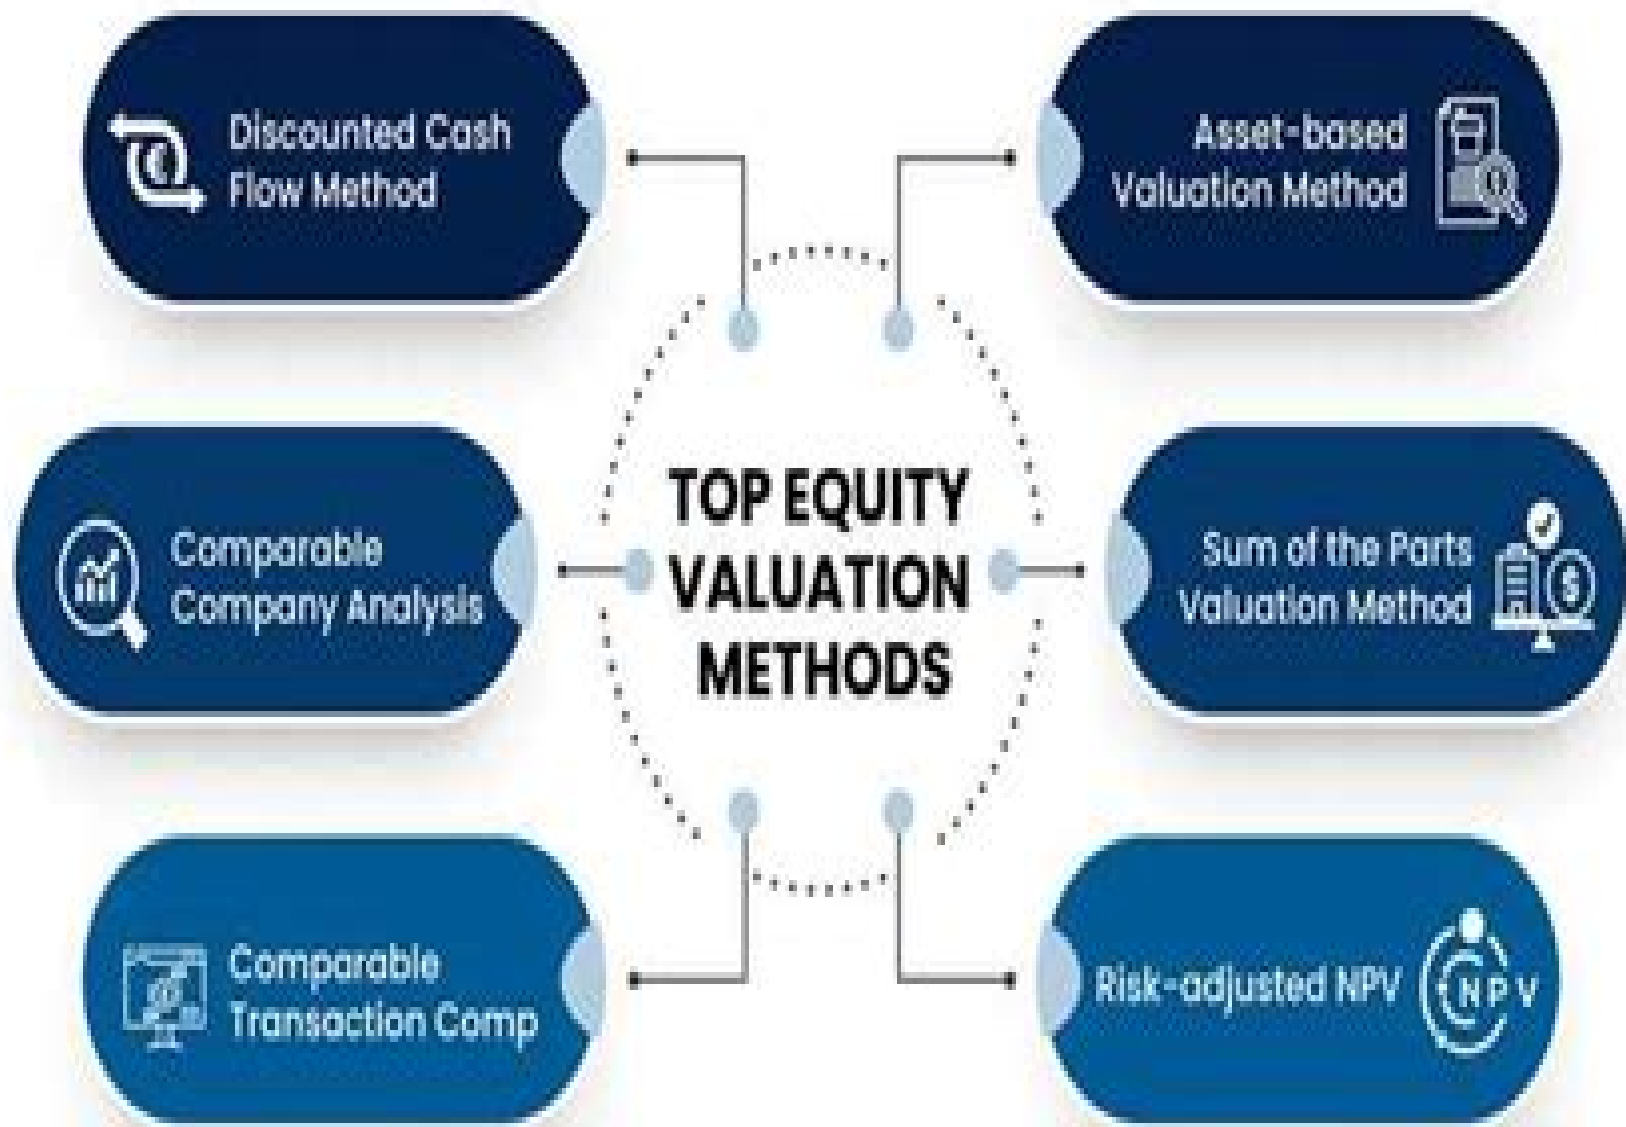 Discounted Cash
Flow Method
Asset-based
Valuation Method
TOP EQUITY
VALUATION
METHODS
Comparable
Company Analysis
Sum of the Parts
Valuation Method
$
Comparable
Transaction Comp
Risk-adjusted NPV
NPV